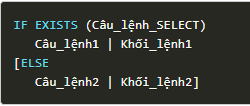 IF EXISTS (Câu_lệnh_SELECT)
Câu_lệnh1 | Khối_lệnh1
[ELSE
Câu_lệnh2 | Khối_lệnh2]